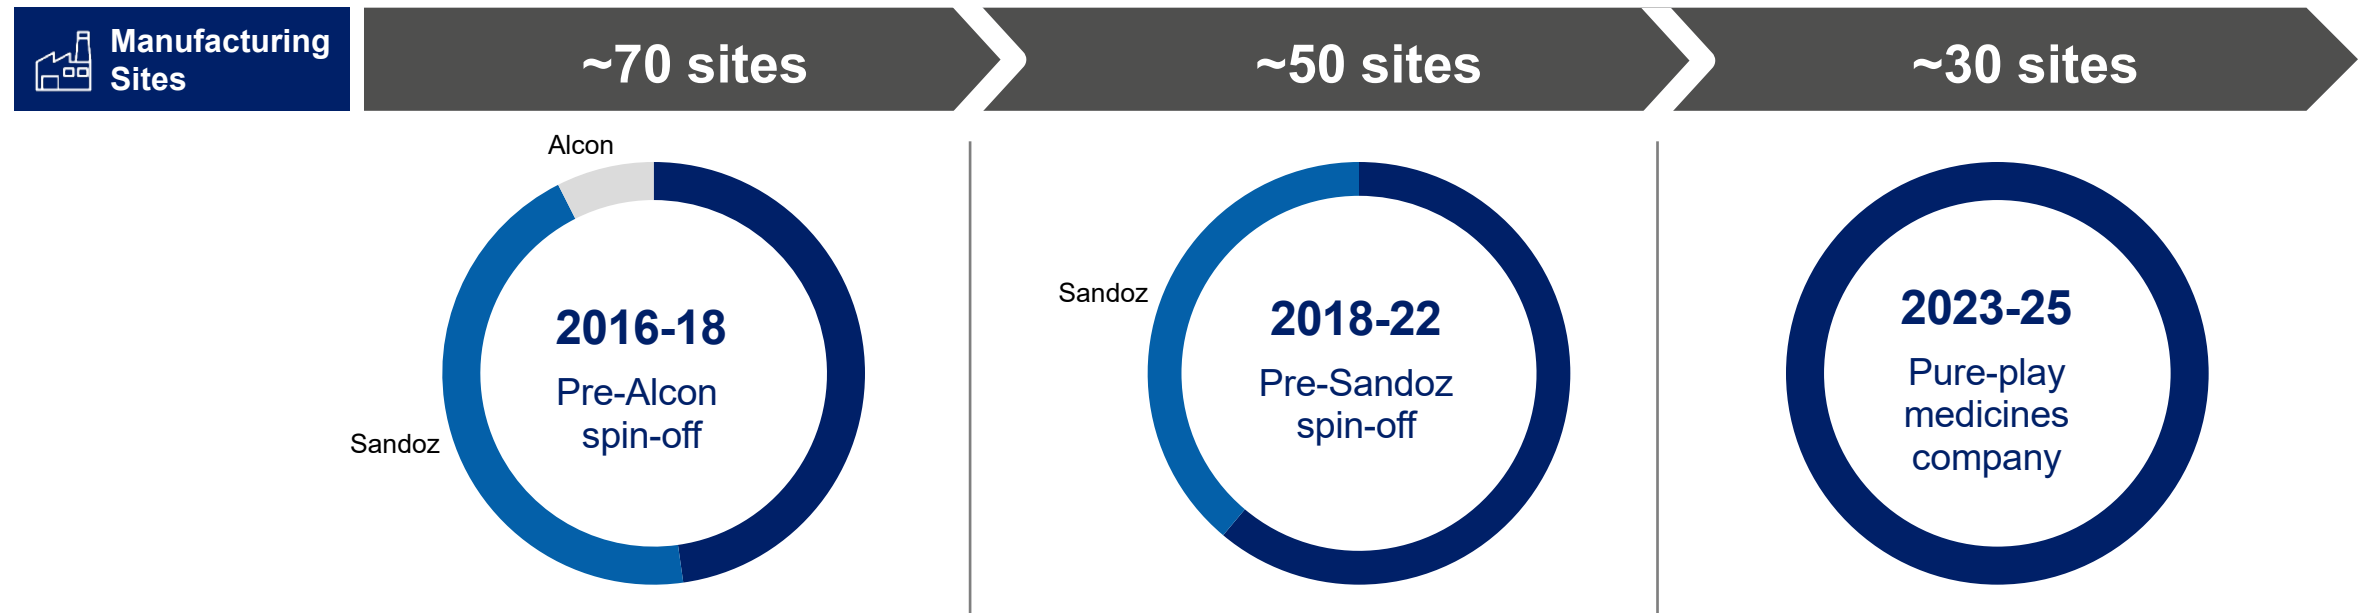 Manufacturing
Sites
~70 sites
~50 sites
~30 sites
Alcon
Sandoz
2016-18
Pre-Alcon
spin-off
Sandoz
2018-22
Pre-Sandoz
spin-off
2023-25
Pure-play
medicines
company